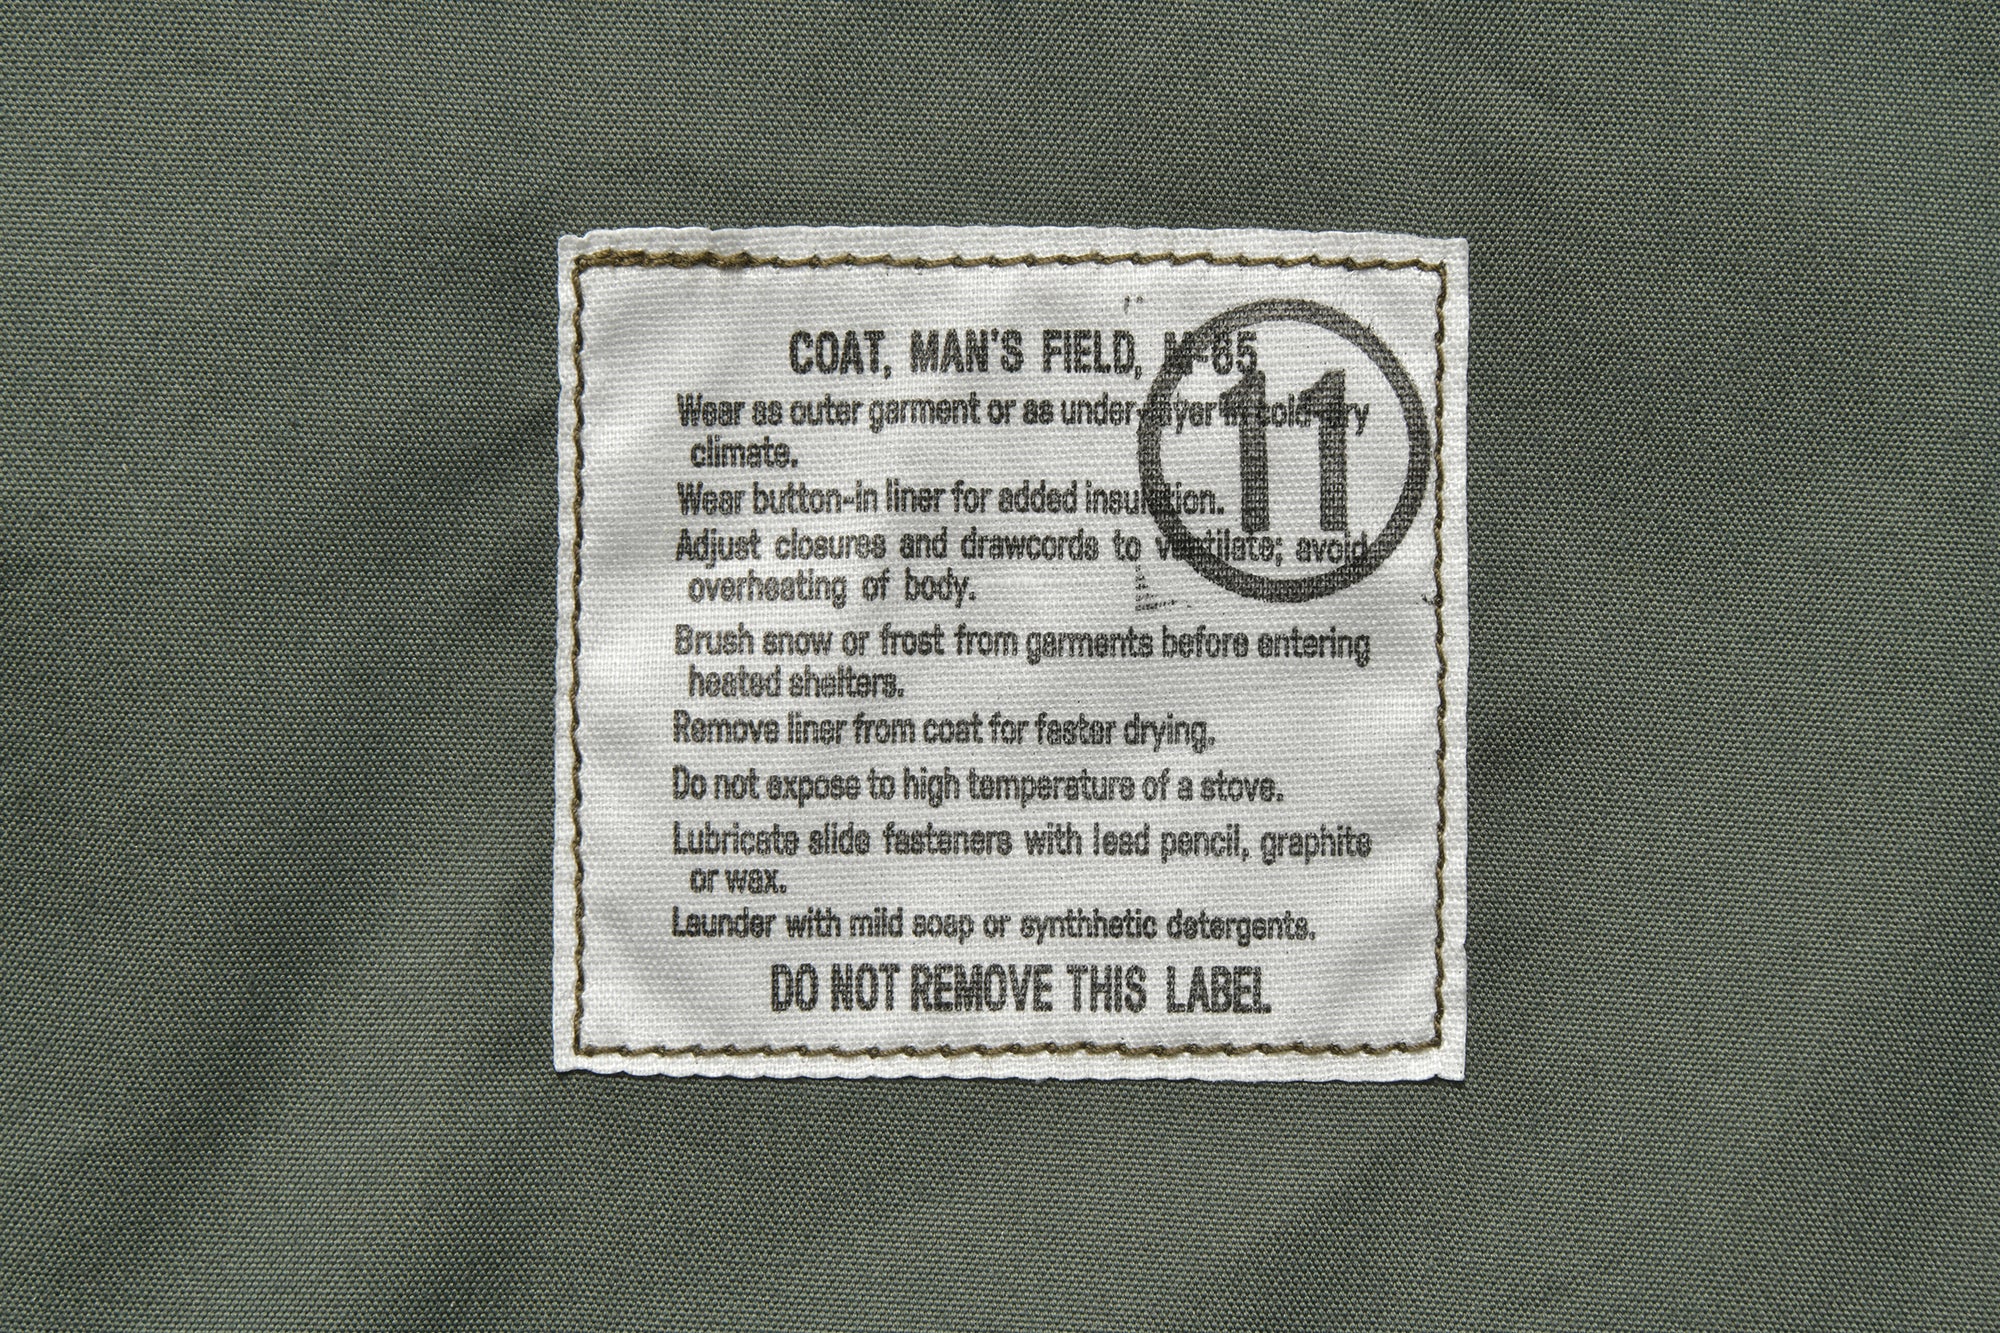 COAT, MAN'S FIELD, M-65
11
Wear as outer garment or as under-layer in cold-dry
climate.
Wear button-in liner for added insulation.
Adjust closures and drawcords to ventilate; avoid
overheating of body.
Brush snow or frost from garments before entering
heated shelters.
Remove liner from coat for faster drying.
Do not expose to high temperature of a stove.
Lubricate slide fasteners with lead pencil, graphite
or wax.
Launder with mild soap or synthhetic detergents.
DO NOT REMOVE THIS LABEL